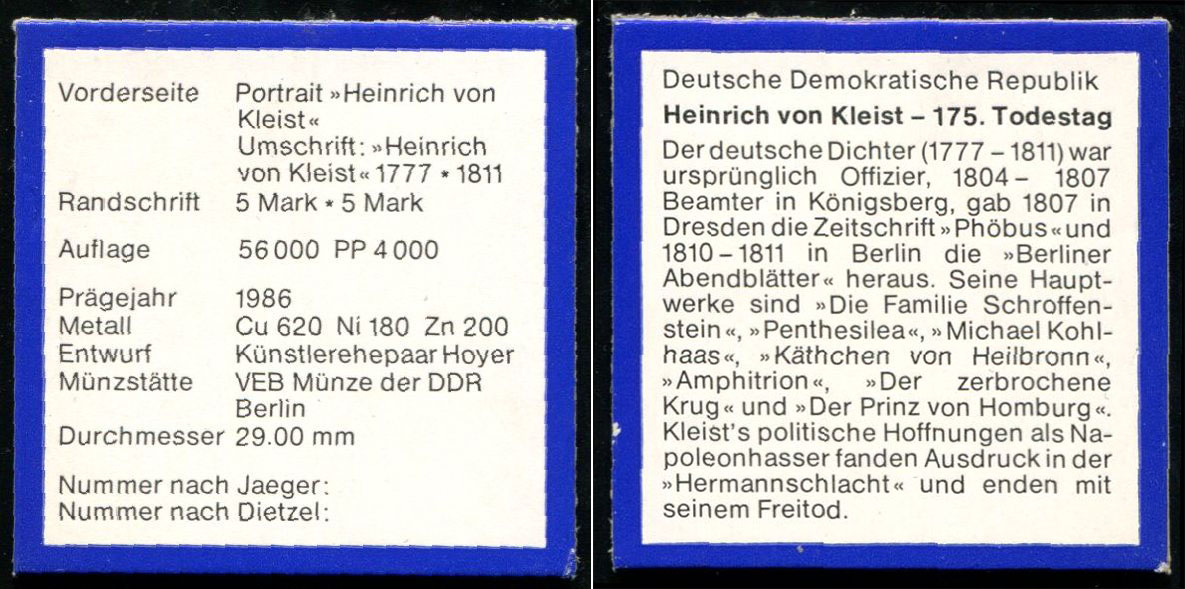 Vorderseite Portrait »Heinrich von
Kleist«
Umschrift: »Heinrich
von Kleist« 1777 * 1811
Randschrift 5 Mark * 5 Mark
Auflage 56000 PP 4000
Prägejahr 1986
Metall Cu 620 Ni 180 Zn 200
Entwurf Künstlerehepaar Hoyer
Münzstätte VEB Münze der DDR
Berlin
Durchmesser 29.00 mm
Nummer nach Jaeger:
Nummer nach Dietzel:
Deutsche Demokratische Republik
Heinrich von Kleist – 175. Todestag
Der deutsche Dichter (1777 – 1811) war
ursprünglich Offizier, 1804 – 1807
Beamter in Königsberg, gab 1807 in
Dresden die Zeitschrift »Phöbus« und
1810 – 1811 in Berlin die »Berliner
Abendblätter« heraus. Seine Haupt-
werke sind »Die Familie Schroffen-
stein«, »Penthesilea«, »Michael Kohl-
haas«, »Käthchen von Heilbronn«,
»Amphitrion«, »Der zerbrochene
Krug« und »Der Prinz von Homburg«.
Kleist's politische Hoffnungen als Na-
poleonhasser fanden Ausdruck in der
»Hermannschlacht« und enden mit
seinem Freitod.